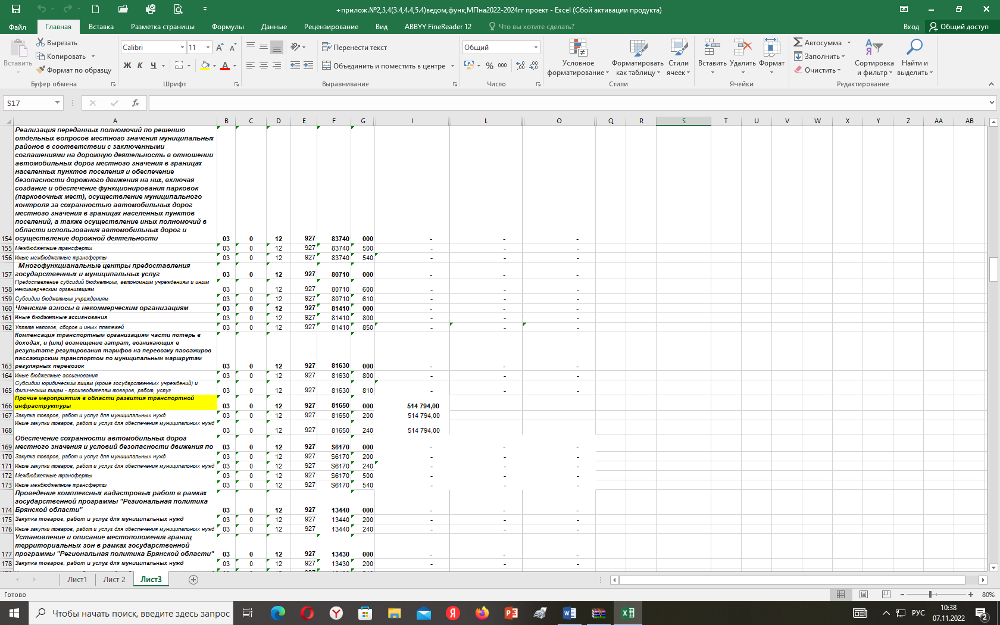 +прилож.№2,3,4(3.4,4.4,5.4)ведом,функ,МПна2022-2024гг проект - Excel (Сбой активации продукта)
Файл Главная Вставка Разметка страницы Формулы Данные Рецензирование Вид ABBYY FineReader 12 Что вы хотите сделать? Вход Общий доступ
Вставить
Вырезать
Копировать
Формат по образцу
Буфер обмена
Calibri 11
Ж К Ч
Шрифт
Перенести текст
Объединить и поместить в центре
Выравнивание
Общий
% 000
Число
Условное форматирование
Форматировать как таблицу
Стили ячеек
Стили
Вставить Удалить Формат
Ячейки
Автосумма
Заполнить
Очистить
Сортировка и фильтр
Найти и выделить
Редактирование
S17 fx
A B C D E F G I L O Q R S T U V W X Y Z AA AB
Реализация переданных полномочий по решению
отдельных вопросов местного значения муниципальных
районов в соответствии с заключенными
соглашениями на дорожную деятельность в отношении
автомобильных дорог местного значения в границах
населенных пунктов поселения и обеспечение
безопасности дорожного движения на них, включая
создание и обеспечение функционирования парковок
(парковочных мест), осуществление муниципального
контроля за сохранностью автомобильных дорог
местного значения в границах населенных пунктов
поселений, а также осуществление иных полномочий в
области использования автомобильных дорог и
154 осуществление дорожной деятельности 03 0 12 927 83740 000 - - -
155 Межбюджетные трансферты 03 0 12 927 83740 500 - - -
156 Иные межбюджетные трансферты 03 0 12 927 83740 540 - - -
Многофункцианальные центры предоставления
157 государственных и муниципальных услуг 03 0 12 927 80710 000 - - -
Предоставление субсидий бюджетным, автономным учреждениям и иным
158 некоммерческим организациям 03 0 12 927 80710 600 - - -
159 Субсидии бюджетным учреждениям 03 0 12 927 80710 610 - - -
160 Членские взносы в некоммерческим организациям 03 0 12 927 81410 000 - - -
161 Иные бюджетные ассигнования 03 0 12 927 81410 800 - - -
162 Уплата налогов, сборов и иных платежей 03 0 12 927 81410 850 - - -
Компенсация транспортным организациям части потерь в
доходах, и (или) возмещение затрат, возникающих в
результате регулирования тарифов на перевозку пассажиров
пассажирским транспортом по муниципальным маршрутам
163 регулярных перевозок 03 0 12 927 81630 000 - - -
164 Иные бюджетные ассигнования 03 0 12 927 81630 800 - - -
Субсидии юридическим лицам (кроме государственных учреждений) и
165 физическим лицам - производителям товаров, работ, услуг 03 0 12 927 81630 810 - - -
Прочие мероприятия в области развития транспортной
166 инфраструктуры 03 0 12 927 81650 000 514 794,00
167 Закупка товаров, работ и услуг для муниципальных нужд 03 0 12 927 81650 200 514 794,00
Иные закупки товаров, работ и услуг для обеспечения муниципальных нужд
168 03 0 12 927 81650 240 514 794,00
Обеспечение сохранности автомобильных дорог
169 местного значения и условий безопасности движения по 03 0 12 927 S6170 000 - - -
170 Закупка товаров, работ и услуг для муниципальных нужд 03 0 12 927 S6170 200 - - -
171 Иные закупки товаров, работ и услуг для обеспечения муниципальных нужд 03 0 12 927 S6170 240 - - -
172 Межбюджетные трансферты 03 0 12 927 S6170 500 - - -
173 Иные межбюджетные трансферты 03 0 12 927 S6170 540 - - -
Проведение комплексных кадастровых работ в рамках
государственной программы "Региональная политика
174 Брянской области" 03 0 12 927 13440 000 - - -
175 Закупка товаров, работ и услуг для муниципальных нужд 03 0 12 927 13440 200 - - -
176 Иные закупки товаров, работ и услуг для обеспечения муниципальных нужд 03 0 12 927 13440 240 - - -
Установление и описание местоположения границ
территориальных зон в рамках государственной
177 программы "Региональная политика Брянской области" 03 0 12 927 13430 000 - - -
178 Закупка товаров, работ и услуг для муниципальных нужд 03 0 12 927 13430 200 - - -
Лист1 Лист 2 Лист3
Готово 80%
Чтобы начать поиск, введите здесь запрос РУС 10:38
07.11.2022 2